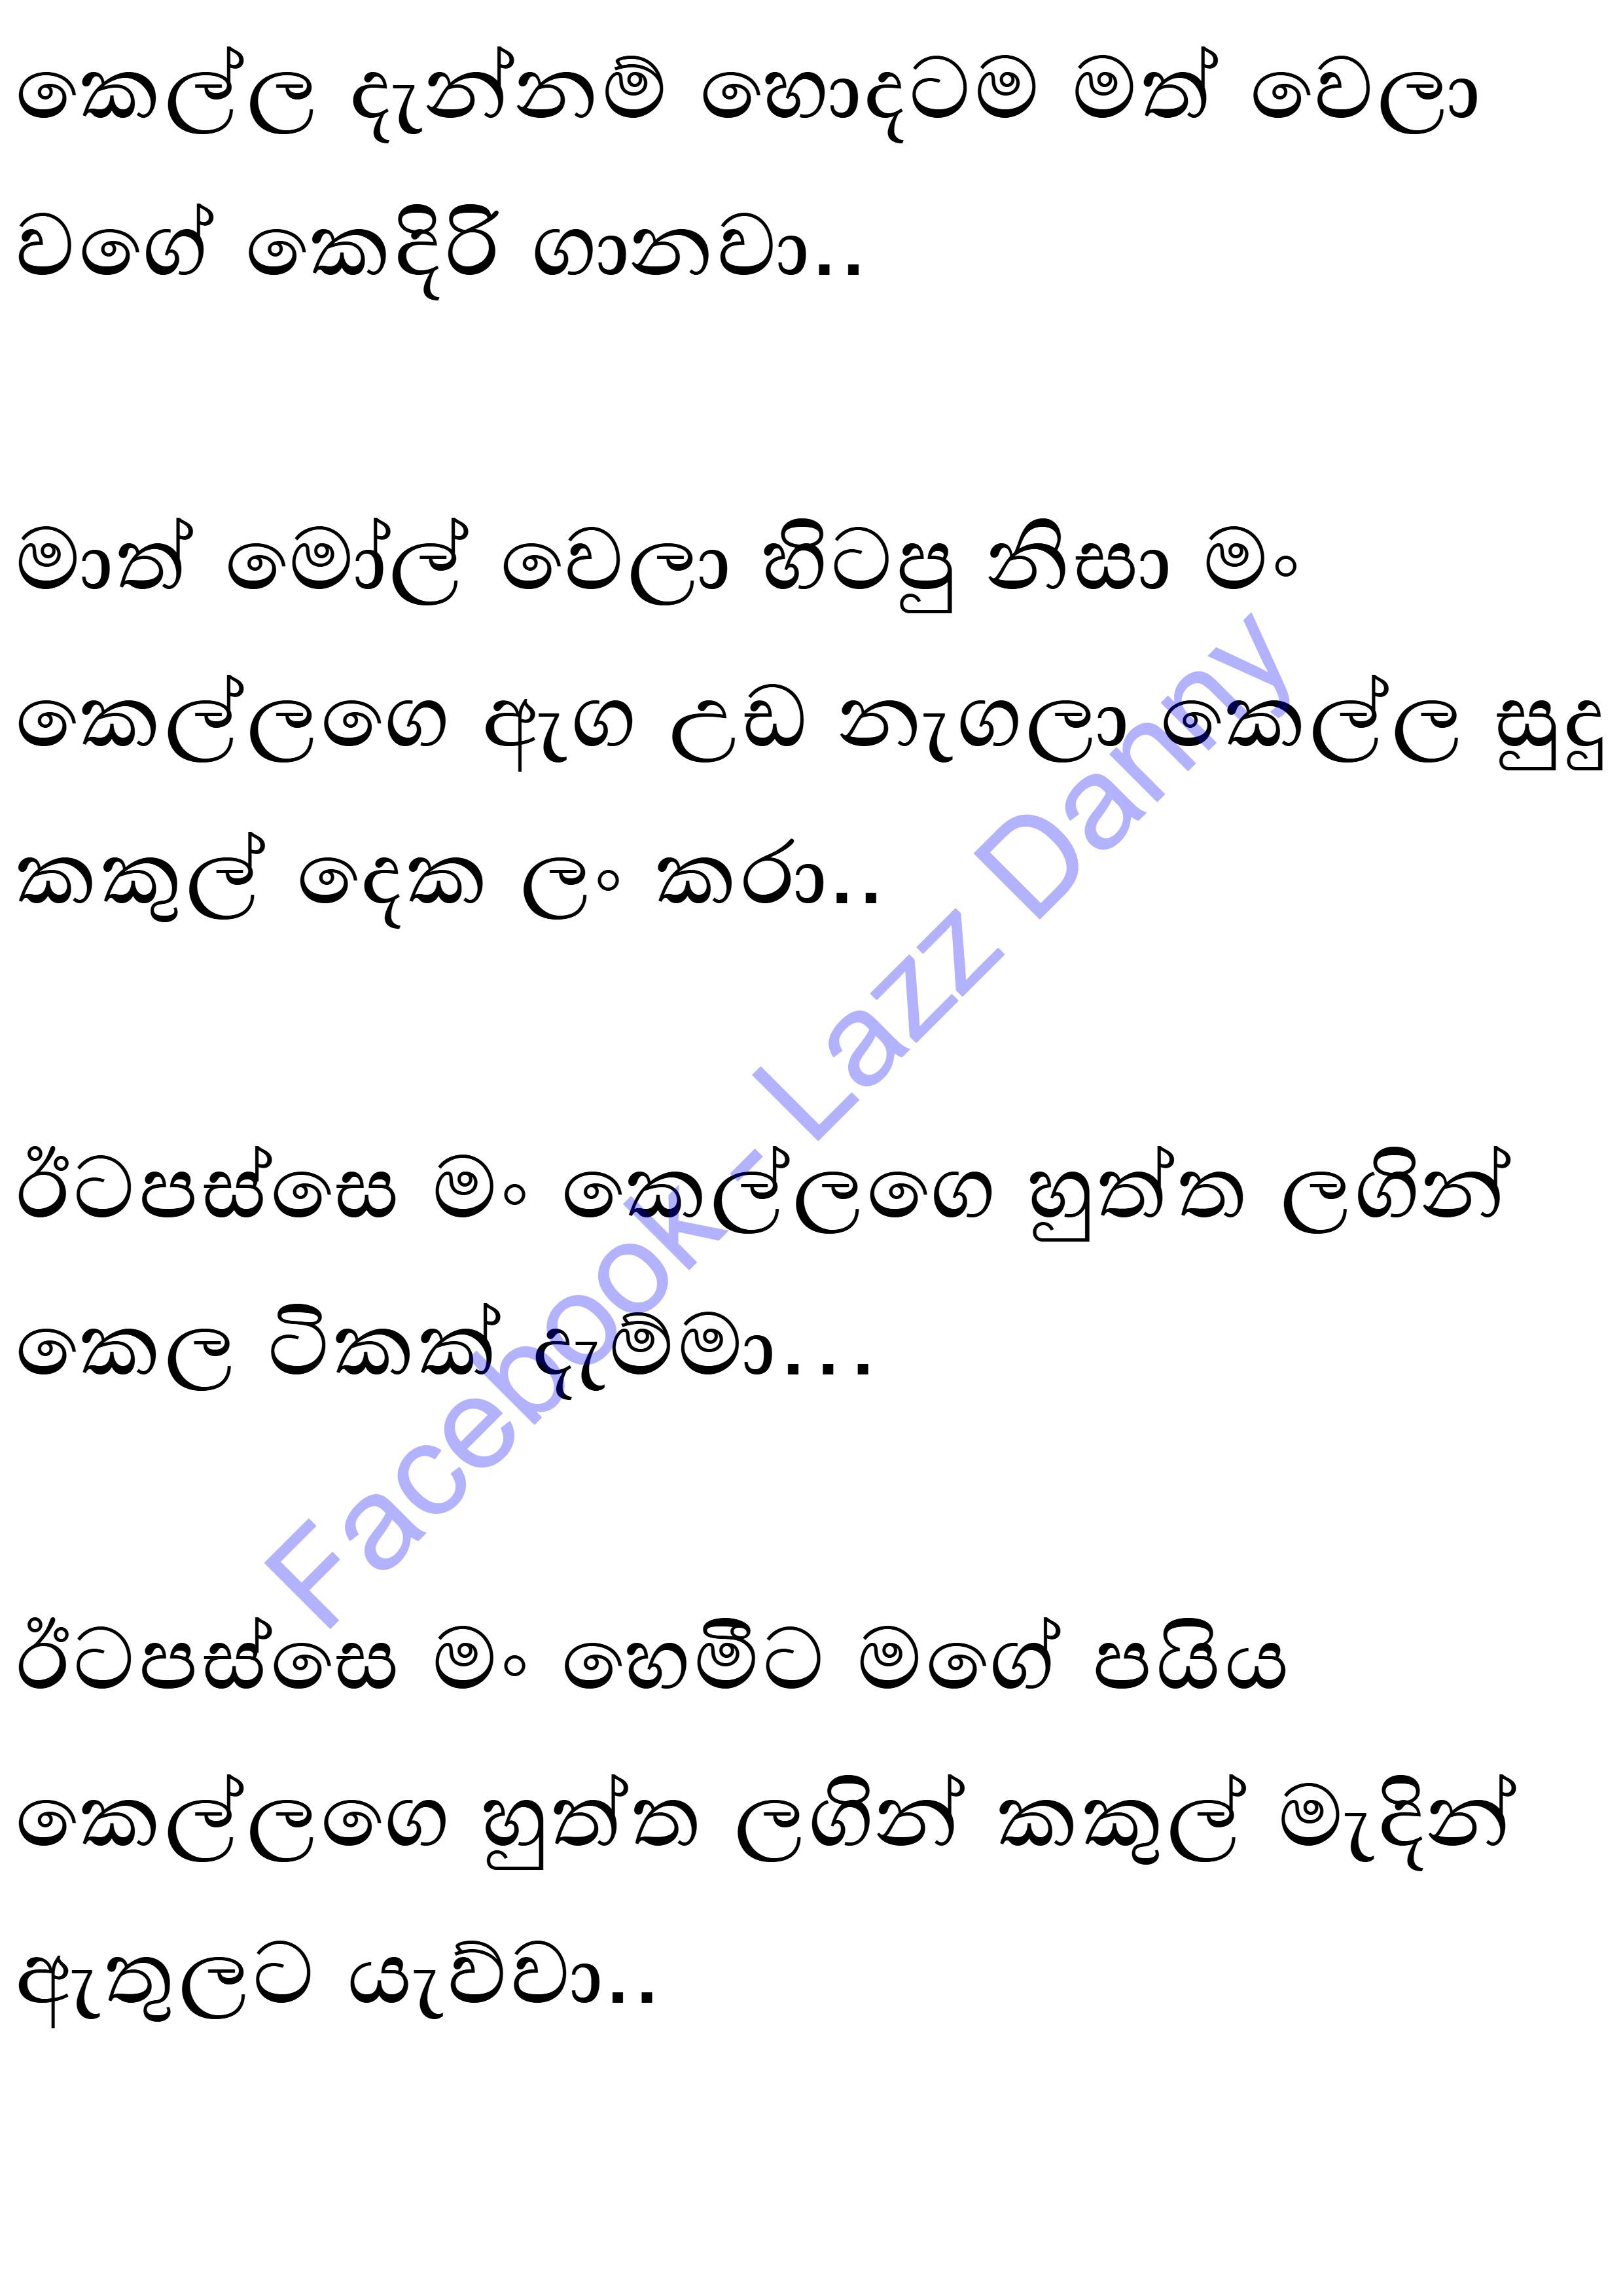 කෙල්ල දැන්නම් හොදටම මත් වෙලා
වගේ කෙදිරි ගානවා..
මාත් මෝල් වෙලා හිටපු නිසා මං
කෙල්ලගෙ ඇග උඩ නැගලා කෙල්ල සුදු
කකුල් දෙක ලං කරා..
ඊටපස්සෙ මං කෙල්ලගෙ හුත්ත ලගින්
කෙල ටිකක් දැම්මා...
ඊටපස්සෙ මං හෙමීට මගේ පයිය
කෙල්ලගෙ හුත්ත ලගින් කකුල් මැදින්
ඇතුලට යැව්වා..
Facebook - Lazz Danny